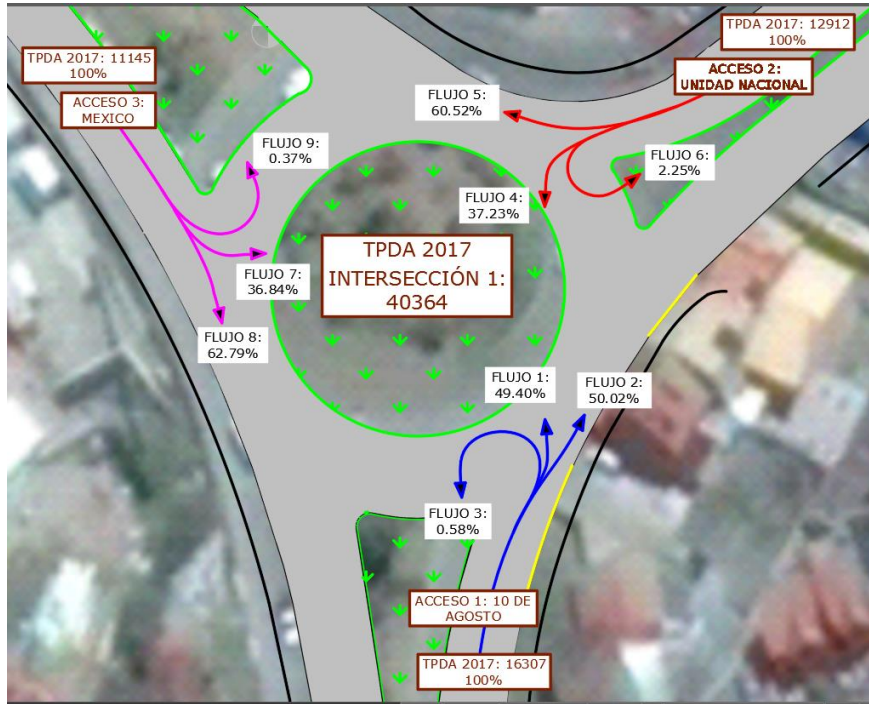 TPDA 2017: 11145
100%
ACCESO 3:
MEXICO
FLUJO 9:
0.37%
FLUJO 5:
60.52%
TPDA 2017: 12912
100%
ACCESO 2:
UNIDAD NACIONAL
FLUJO 6:
2.25%
FLUJO 4:
37.23%
TPDA 2017
INTERSECCIÓN 1:
40364
FLUJO 7:
36.84%
FLUJO 8:
62.79%
FLUJO 1:
49.40%
FLUJO 2:
50.02%
FLUJO 3:
0.58%
ACCESO 1: 10 DE
AGOSTO
TPDA 2017: 16307
100%